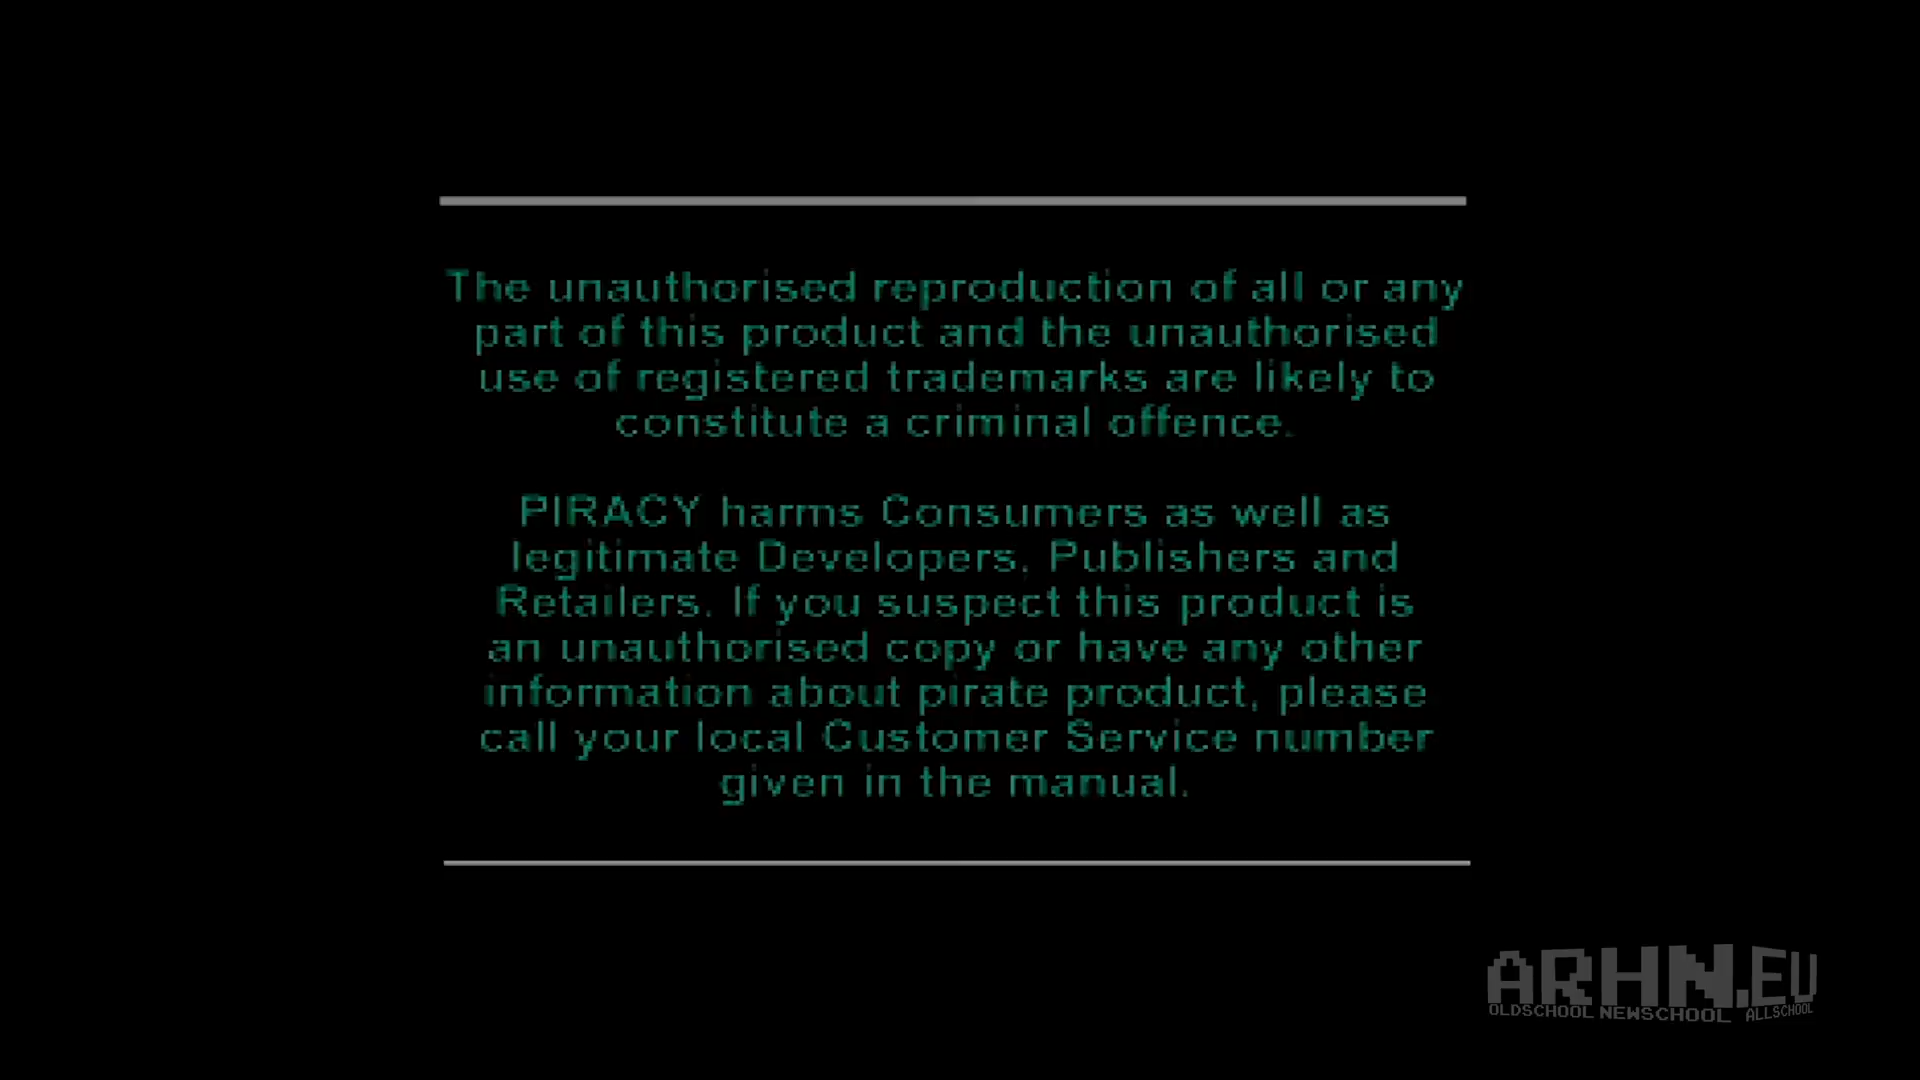 The unauthorised reproduction of all or any
part of this product and the unauthorised
use of registered trademarks are likely to
constitute a criminal offence.
PIRACY harms Consumers as well as
legitimate Developers, Publishers and
Retailers. If you suspect this product is
an unauthorised copy or have any other
information about pirate product, please
call your local Customer Service number
given in the manual.
ARHN.EU
OLDSCHOOL NEWSCHOOL ALLSCHOOL